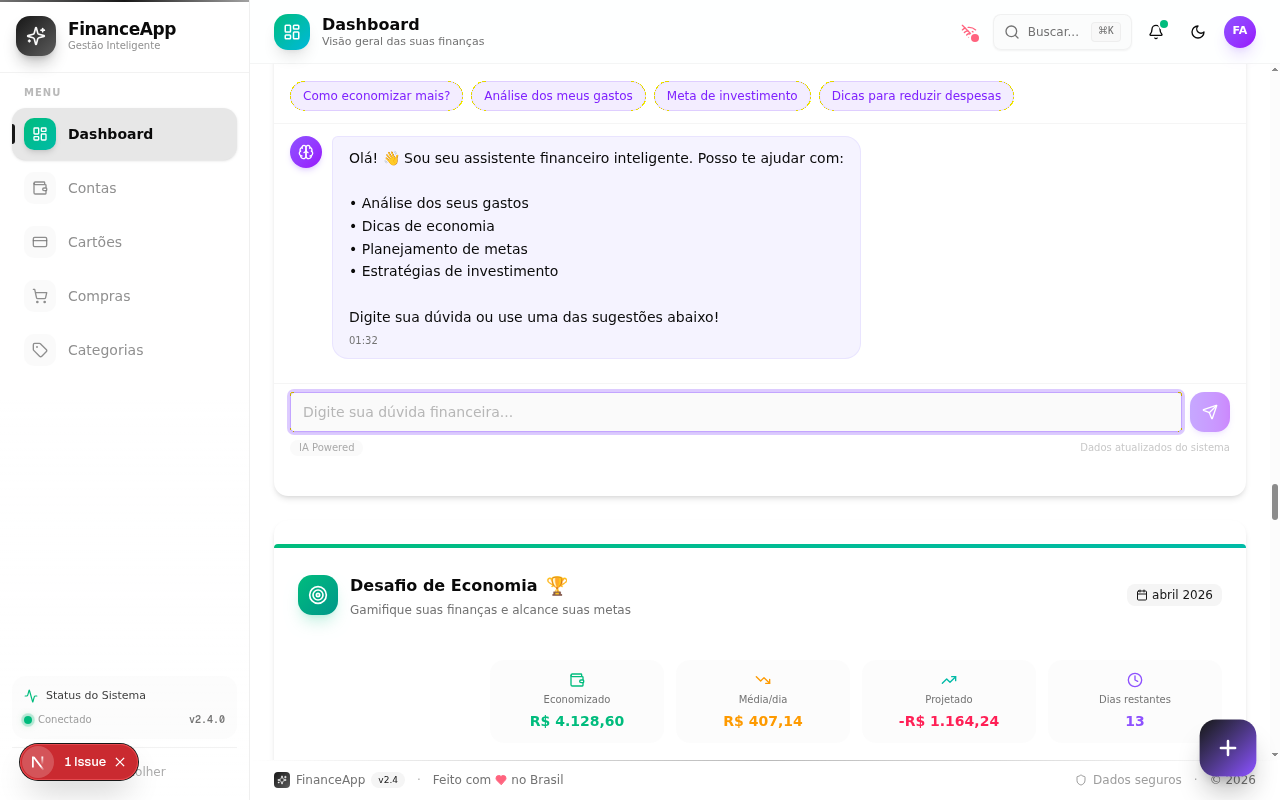 FinanceApp
Gestão Inteligente
MENU
Dashboard
Contas
Cartões
Compras
Categorias
Status do Sistema
Conectado
v2.4.0
1 Issue
olher
Dashboard
Visão geral das suas finanças
Buscar...
⌘K
FA
Como economizar mais?
Análise dos meus gastos
Meta de investimento
Dicas para reduzir despesas
Olá! 👋 Sou seu assistente financeiro inteligente. Posso te ajudar com:
• Análise dos seus gastos
• Dicas de economia
• Planejamento de metas
• Estratégias de investimento
Digite sua dúvida ou use uma das sugestões abaixo!
01:32
Digite sua dúvida financeira...
IA Powered
Dados atualizados do sistema
Desafio de Economia 🏆
Gamifique suas finanças e alcance suas metas
abril 2026
Economizado
R$ 4.128,60
Média/dia
R$ 407,14
Projetado
-R$ 1.164,24
Dias restantes
13
FinanceApp
v2.4
·
Feito com ❤ no Brasil
Dados seguros
·
© 2026